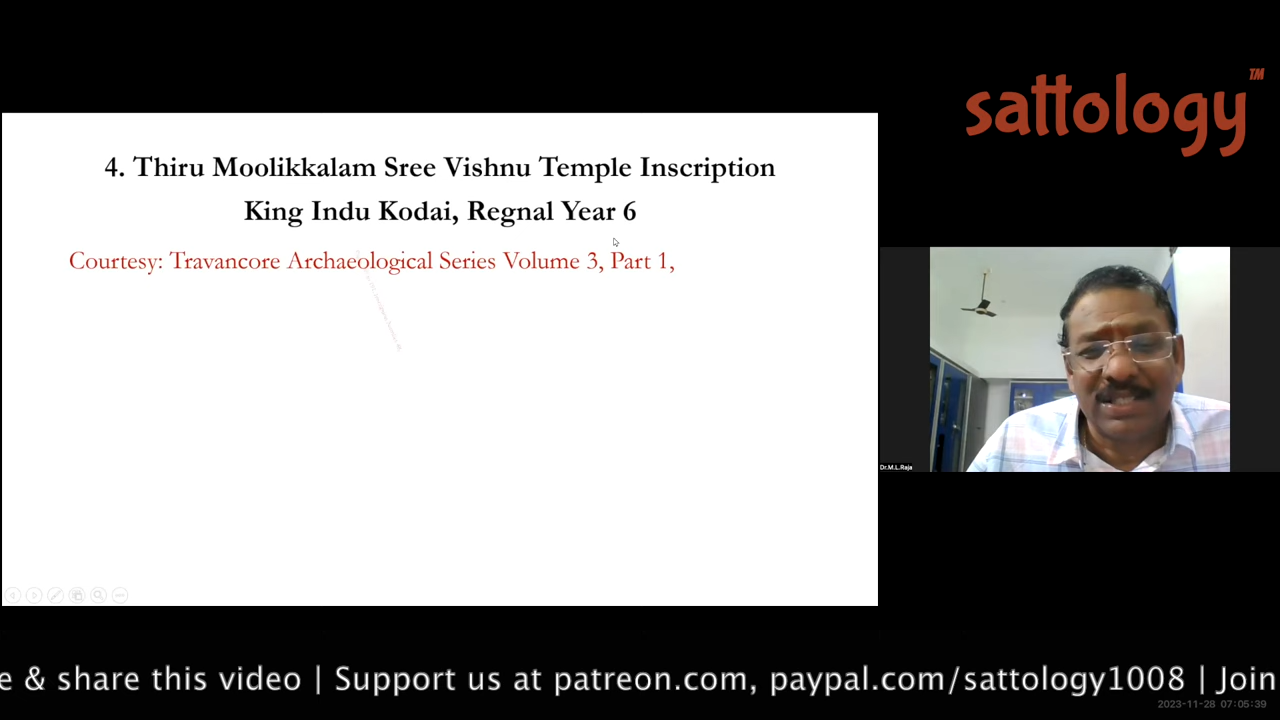 sattology™
4. Thiru Moolikkalam Sree Vishnu Temple Inscription
King Indu Kodai, Regnal Year 6
Courtesy: Travancore Archaeological Series Volume 3, Part 1,
Dr.M.L.Raja
e & share this video | Support us at patreon.com, paypal.com/sattology1008 | Join
2023-11-28 07:05:39